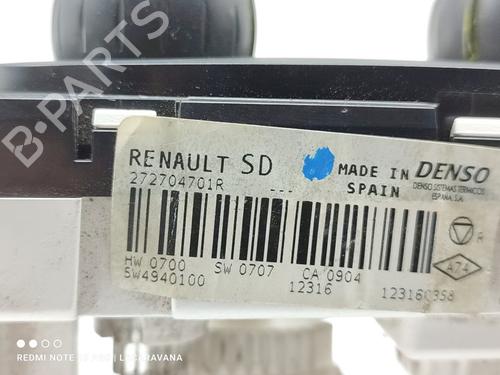 B-PARTS
RENAULT SD
272704701R
---
MADE IN
SPAIN
DENSO
DENSO SISTEMAS TERMICOS
ESPAÑA, S.A.
R
HW 0700 SW 0707 CA 0904
SW4940100 12316 123160358
A74
REDMI NOTE